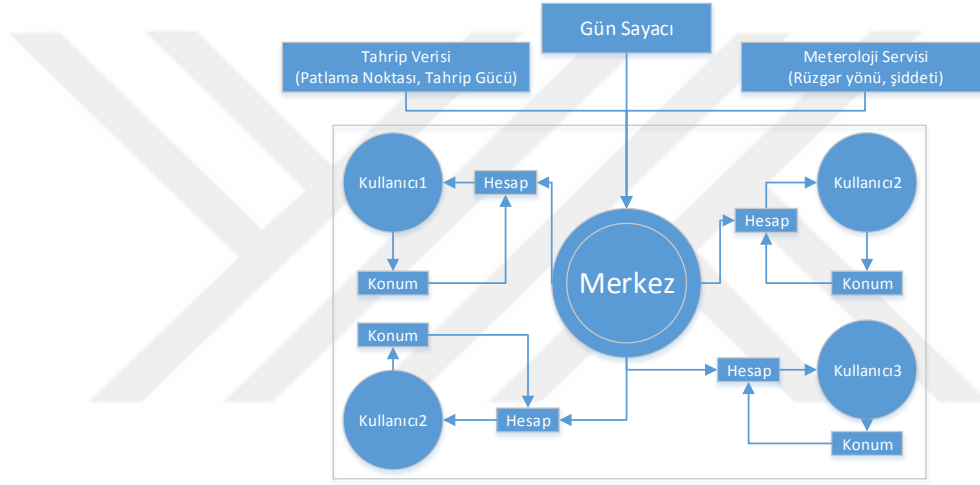 Gün Sayacı
Tahrip Verisi
(Patlama Noktası, Tahrip Gücü)
Meteroloji Servisi
(Rüzgar yönü, şiddeti)
Kullanıcı1
Hesap
Kullanıcı2
Hesap
Konum
Merkez
Konum
Konum
Hesap
Kullanıcı3
Kullanıcı2
Hesap
Konum